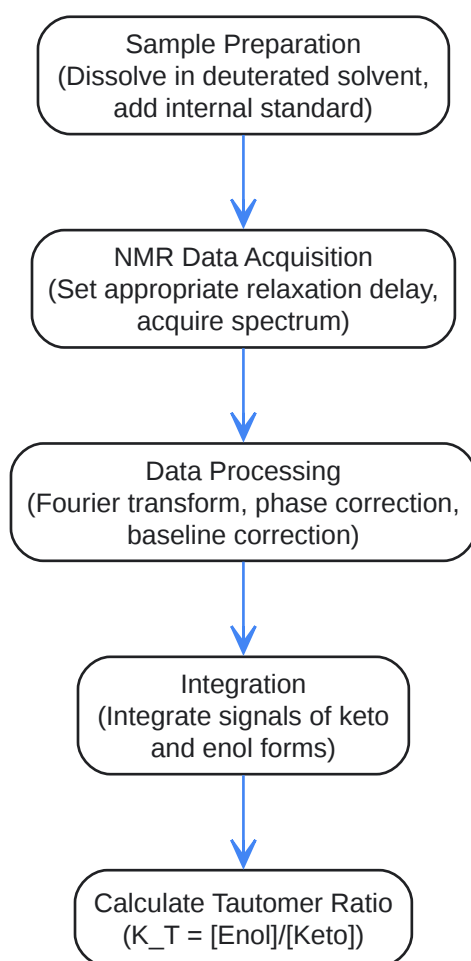 Sample Preparation
(Dissolve in deuterated solvent,
add internal standard)
NMR Data Acquisition
(Set appropriate relaxation delay,
acquire spectrum)
Data Processing
(Fourier transform, phase correction,
baseline correction)
Integration
(Integrate signals of keto
and enol forms)
Calculate Tautomer Ratio
(K_T = [Enol]/[Keto])